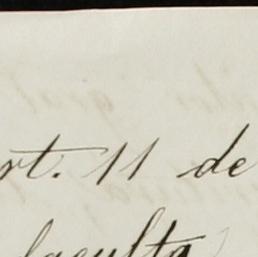 rt. 11 de
faculta